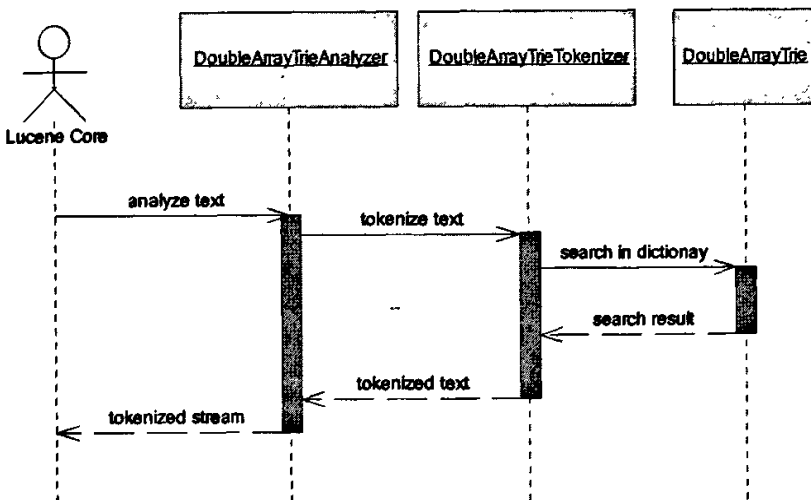 DoubleArrayTrieAnalyzer
DoubleArrayTrieTokenizer
DoubleArrayTrie
Lucene Core
analyze text
tokenize text
search in dictionay
search result
tokenized text
tokenized stream